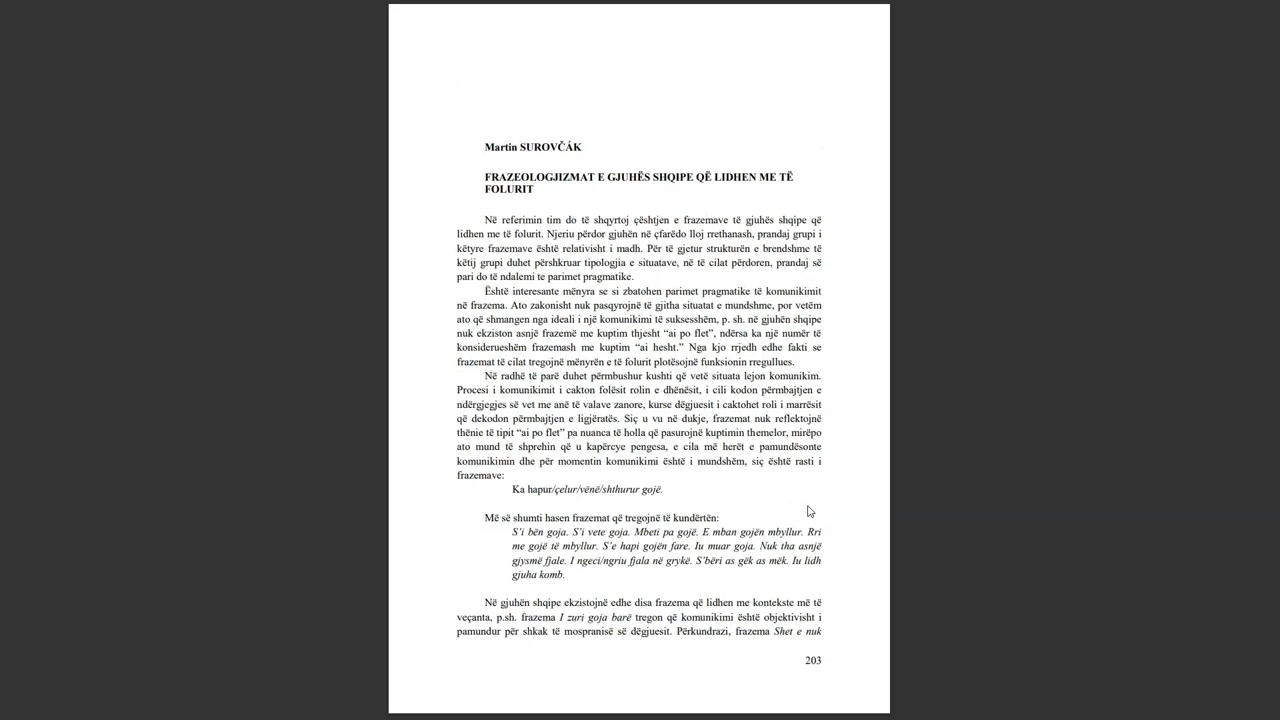 Martin SUROVČÁK
FRAZEOLOGJIZMAT E GJUHËS SHQIPE QË LIDHEN ME TË
FOLURIT
Në referimin tim do të shqyrtoj çështjen e frazemave të gjuhës shqipe që
lidhen me të folurit. Njeriu përdor gjuhën në çfarëdo lloj rrethanash, prandaj grupi i
këtyre frazemave është relativisht i madh. Për të gjetur strukturën e brendshme të
këtij grupi duhet përshkruar tipologjia e situatave, në të cilat përdoren, prandaj së
pari do të ndalemi te parimet pragmatike.
Është interesante mënyra se si zbatohen parimet pragmatike të komunikimit
në frazema. Ato zakonisht nuk pasqyrojnë të gjitha situatat e mundshme, por vetëm
ato që shmangen nga ideali i një komunikimi të suksesshëm, p. sh. në gjuhën shqipe
nuk ekziston asnjë frazemë me kuptim thjesht “ai po flet”, ndërsa ka një numër të
konsiderueshëm frazemash me kuptim “ai hesht.” Nga kjo rrjedh edhe fakti se
frazemat të cilat tregojnë mënyrën e të folurit plotësojnë funksionin rregullues.
Në radhë të parë duhet përmbushur kushti që vetë situata lejon komunikim.
Procesi i komunikimit i cakton folësit rolin e dhënësit, i cili kodon përmbajtjen e
ndërgjegjes së vet me anë të valave zanore, kurse dëgjuesit i caktohet roli i marrësit
që dekodon përmbajtjen e ligjëratës. Siç u vu në dukje, frazemat nuk reflektojnë
thënie të tipit “ai po flet” pa nuanca të holla që pasurojnë kuptimin themelor, mirëpo
ato mund të shprehin që u kapërcye pengesa, e cila më herët e pamundësonte
komunikimin dhe për momentin komunikimi është i mundshëm, siç është rasti i
frazemave:
Ka hapur/çelur/vënë/shthurur gojë.
Më së shumti hasen frazemat që tregojnë të kundërtën:
S’i bën goja. S’i vete goja. Mbeti pa gojë. E mban gojën mbyllur. Rri
me gojë të mbyllur. S’e hapi gojën fare. Iu muar goja. Nuk tha asnjë
gjysmë fjale. I ngeci/ngriu fjala në grykë. S’bëri as gëk as mëk. Iu lidh
gjuha komb.
Në gjuhën shqipe ekzistojnë edhe disa frazema që lidhen me kontekste më të
veçanta, p.sh. frazema I zuri goja barë tregon që komunikimi është objektivisht i
pamundur për shkak të mospranisë së dëgjuesit. Përkundrazi, frazema Shet e nuk
203